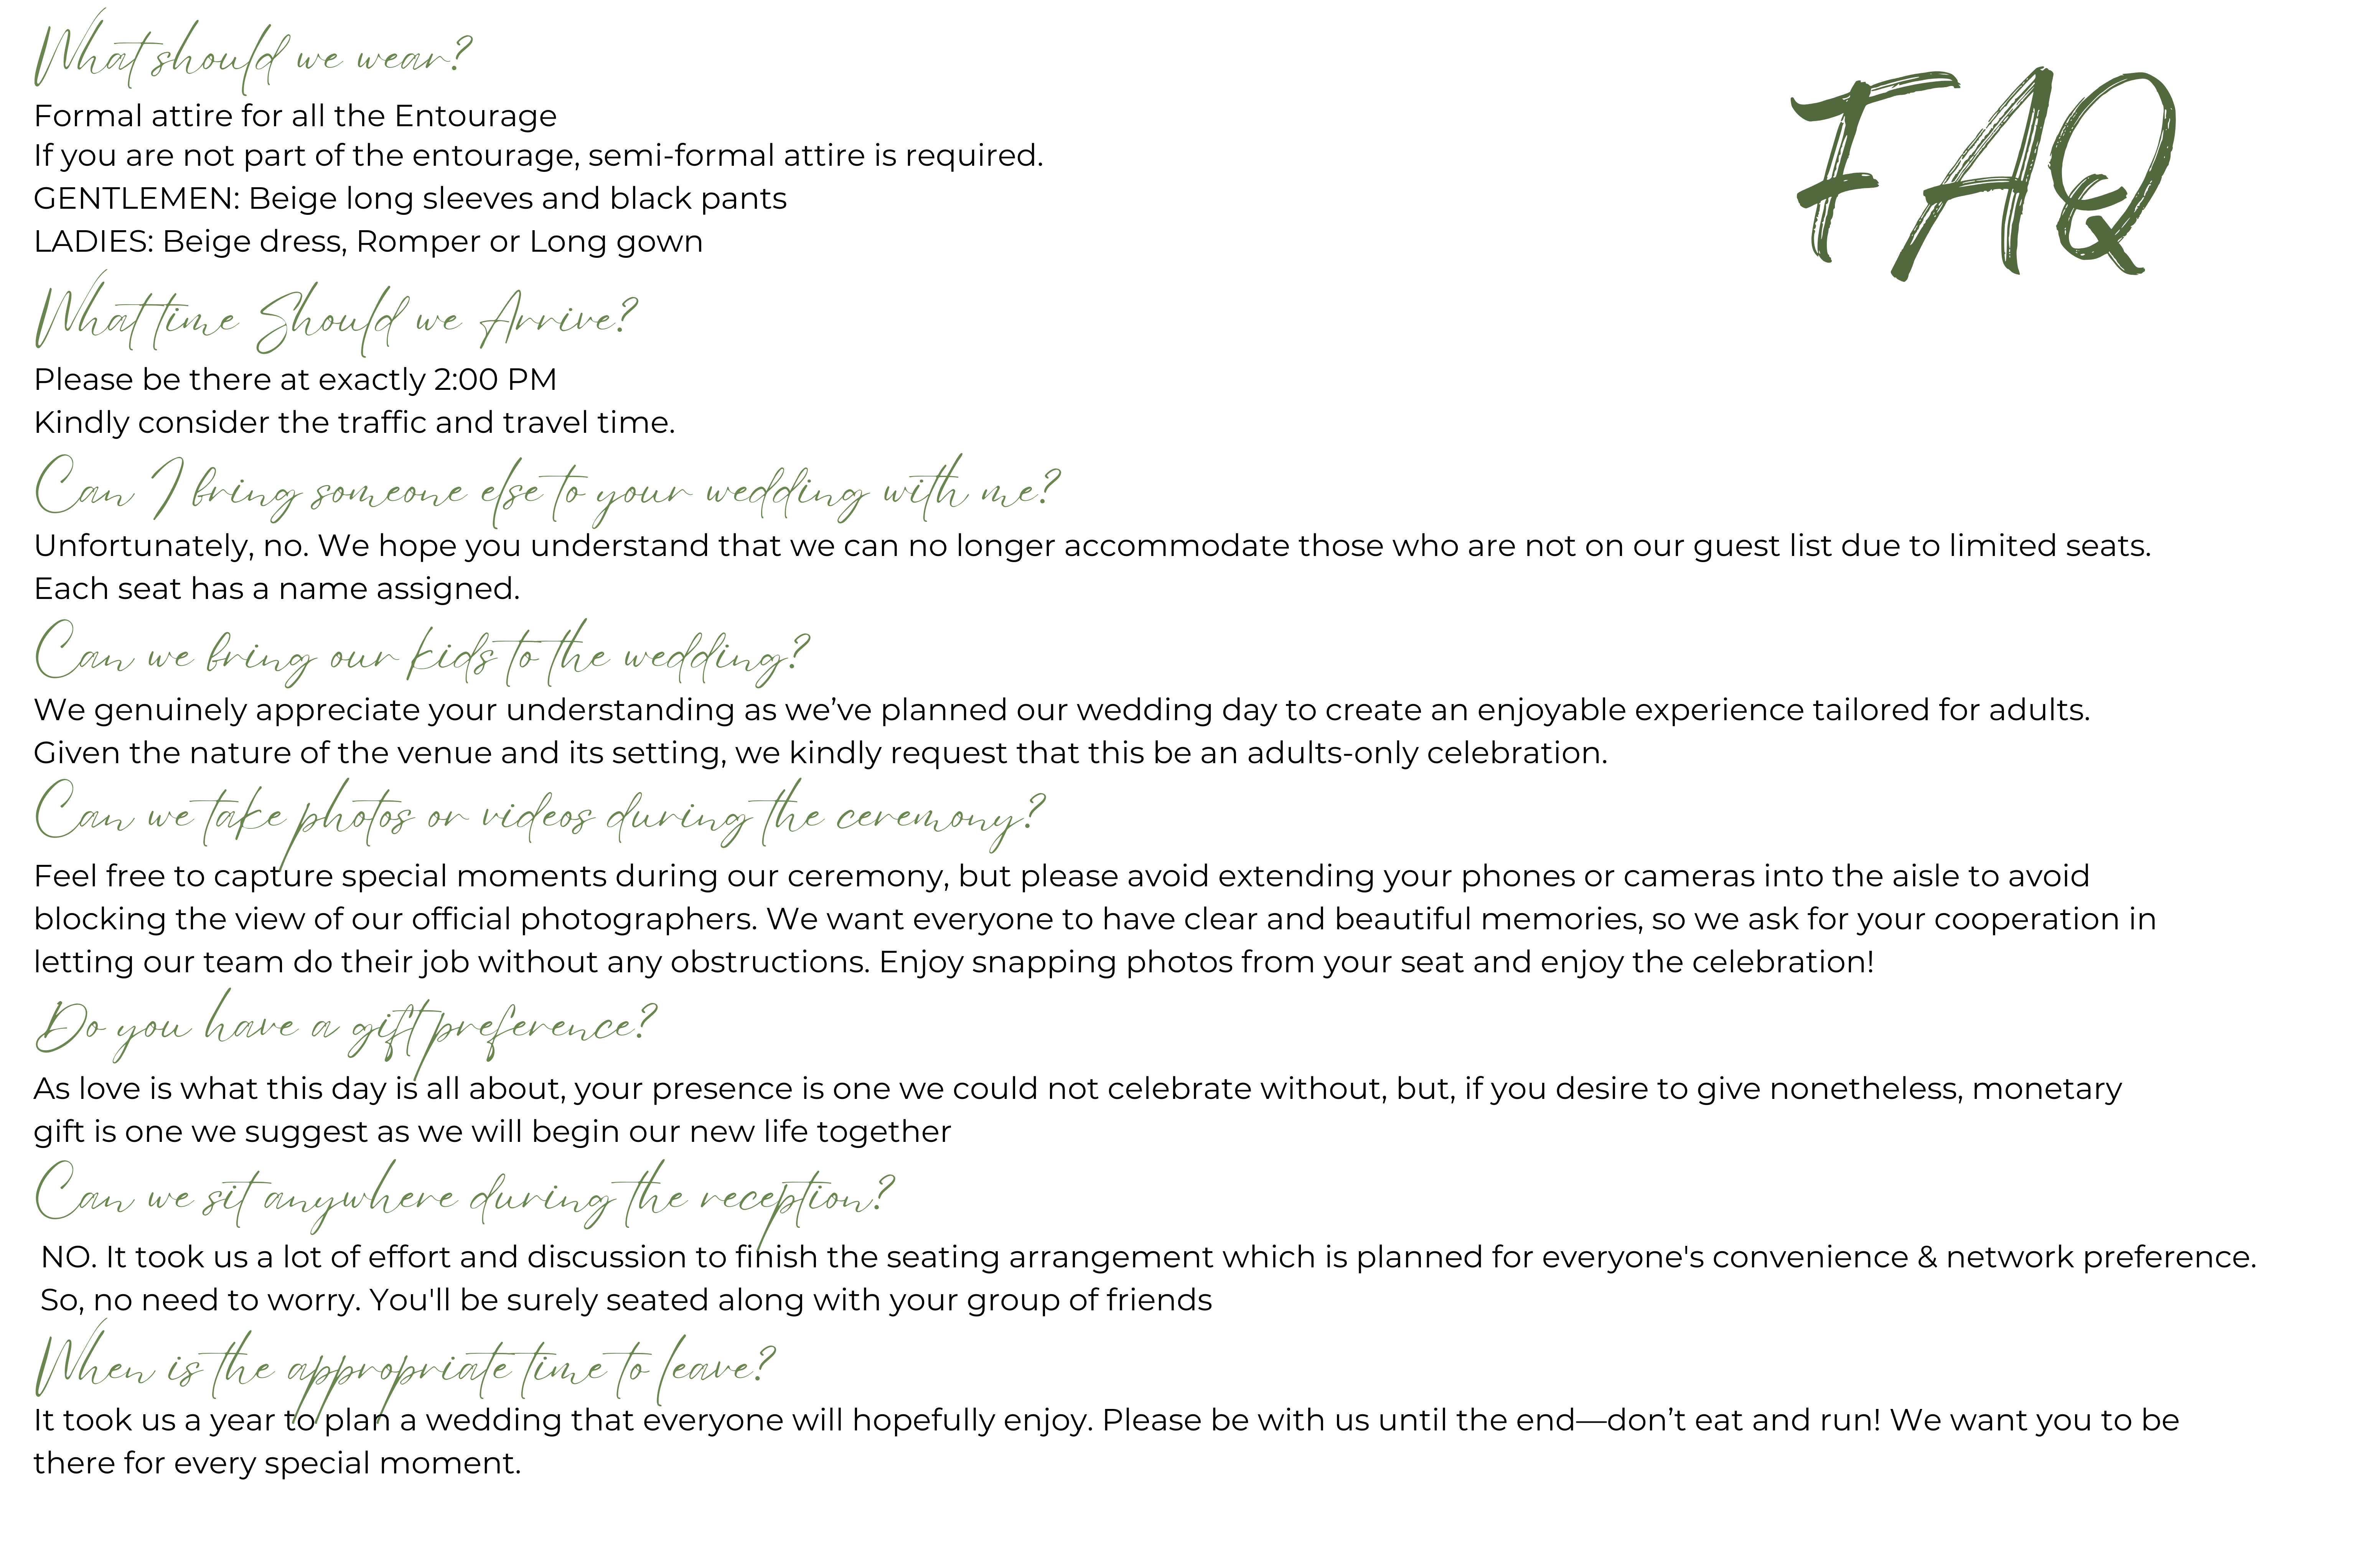 What should we wear?
FAQ
Formal attire for all the Entourage
If you are not part of the entourage, semi-formal attire is required.
GENTLEMEN: Beige long sleeves and black pants
LADIES: Beige dress, Romper or Long gown
What time Should we Arrive?
Please be there at exactly 2:00 PM
Kindly consider the traffic and travel time.
Can I bring someone else to your wedding with me?
Unfortunately, no. We hope you understand that we can no longer accommodate those who are not on our guest list due to limited seats.
Each seat has a name assigned.
Can we bring our kids to the wedding?
We genuinely appreciate your understanding as we’ve planned our wedding day to create an enjoyable experience tailored for adults.
Given the nature of the venue and its setting, we kindly request that this be an adults-only celebration.
Can we take photos or videos during the ceremony?
Feel free to capture special moments during our ceremony, but please avoid extending your phones or cameras into the aisle to avoid
blocking the view of our official photographers. We want everyone to have clear and beautiful memories, so we ask for your cooperation in
letting our team do their job without any obstructions. Enjoy snapping photos from your seat and enjoy the celebration!
Do you have a gift preference?
As love is what this day is all about, your presence is one we could not celebrate without, but, if you desire to give nonetheless, monetary
gift is one we suggest as we will begin our new life together
Can we sit anywhere during the reception?
NO. It took us a lot of effort and discussion to finish the seating arrangement which is planned for everyone's convenience & network preference.
So, no need to worry. You'll be surely seated along with your group of friends
When is the appropriate time to leave?
It took us a year to plan a wedding that everyone will hopefully enjoy. Please be with us until the end—don’t eat and run! We want you to be
there for every special moment.